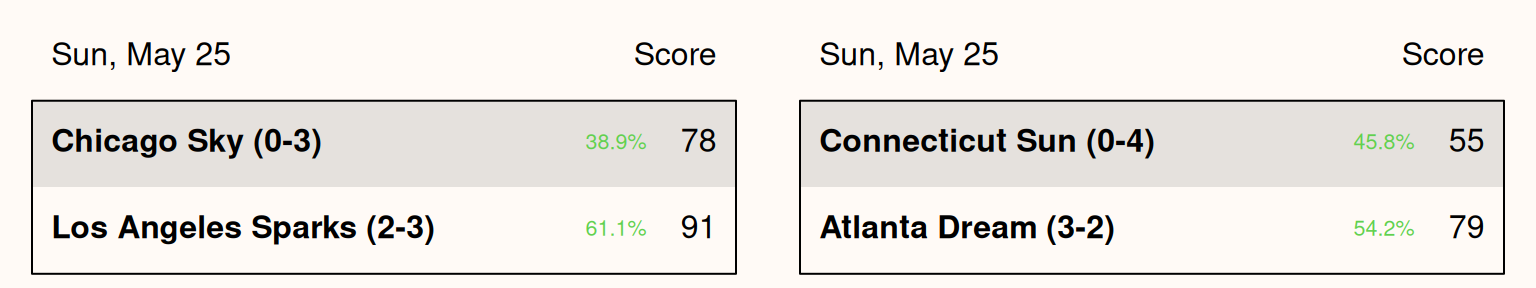 Sun, May 25 Score
Chicago Sky (0-3) 38.9% 78
Los Angeles Sparks (2-3) 61.1% 91
Sun, May 25 Score
Connecticut Sun (0-4) 45.8% 55
Atlanta Dream (3-2) 54.2% 79